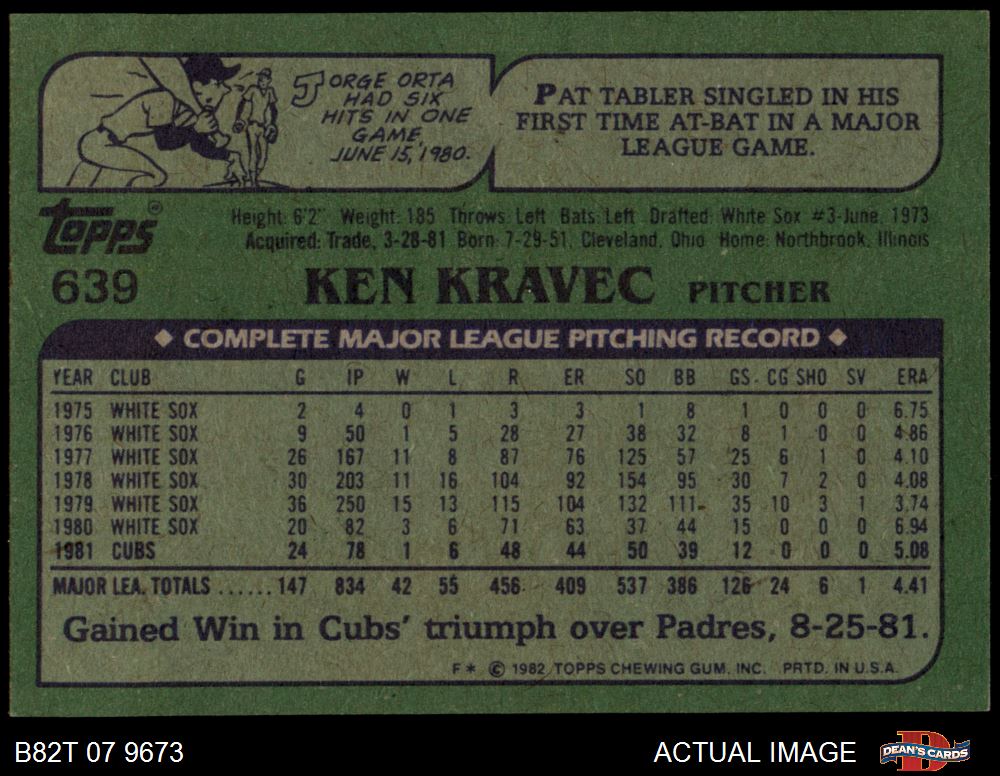 JORGE ORTA
HAD SIX
HITS IN ONE
GAME,
JUNE 15, 1980.
PAT TABLER SINGLED IN HIS
FIRST TIME AT-BAT IN A MAJOR
LEAGUE GAME.
Topps®
639
Height: 6'2" Weight: 185 Throws: Left Bats: Left Drafted: White Sox #3-June, 1973
Acquired: Trade, 3-28-81 Born: 7-29-51, Cleveland, Ohio Home: Northbrook, Illinois
KEN KRAVEC PITCHER
◆ COMPLETE MAJOR LEAGUE PITCHING RECORD ◆
YEAR CLUB G IP W L R ER SO BB GS CG SHO SV ERA
1975 WHITE SOX 2 4 0 1 3 3 1 8 1 0 0 0 6.75
1976 WHITE SOX 9 50 1 5 28 27 38 32 8 1 0 0 4.86
1977 WHITE SOX 26 167 11 8 87 76 125 57 25 6 1 0 4.10
1978 WHITE SOX 30 203 11 16 104 92 154 95 30 7 2 0 4.08
1979 WHITE SOX 36 250 15 13 115 104 132 111 35 10 3 1 3.74
1980 WHITE SOX 20 82 3 6 71 63 37 44 15 0 0 0 6.94
1981 CUBS 24 78 1 6 48 44 50 39 12 0 0 0 5.08
MAJOR LEA. TOTALS ...... 147 834 42 55 456 409 537 386 126 24 6 1 4.41
Gained Win in Cubs' triumph over Padres, 8-25-81.
F* © 1982 TOPPS CHEWING GUM, INC. PRTD. IN U.S.A.
B82T 07 9673
ACTUAL IMAGE
D
DEAN'S CARDS